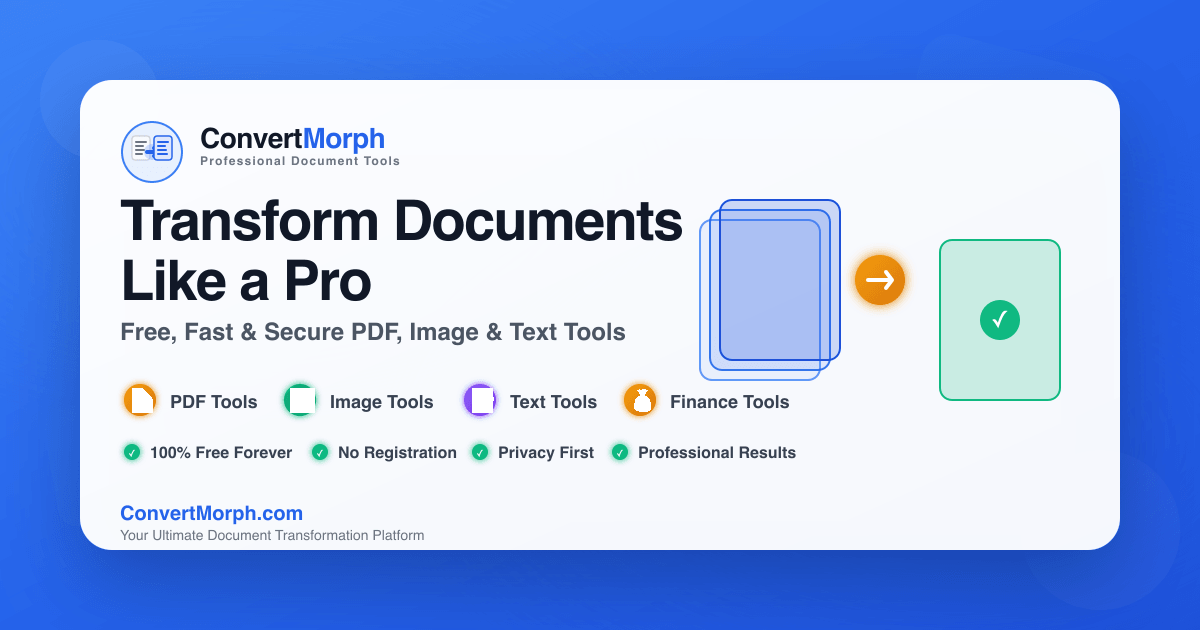 ConvertMorph
Professional Document Tools
Transform Documents
Like a Pro
Free, Fast & Secure PDF, Image & Text Tools
PDF Tools Image Tools Text Tools Finance Tools
100% Free Forever No Registration Privacy First Professional Results
ConvertMorph.com
Your Ultimate Document Transformation Platform